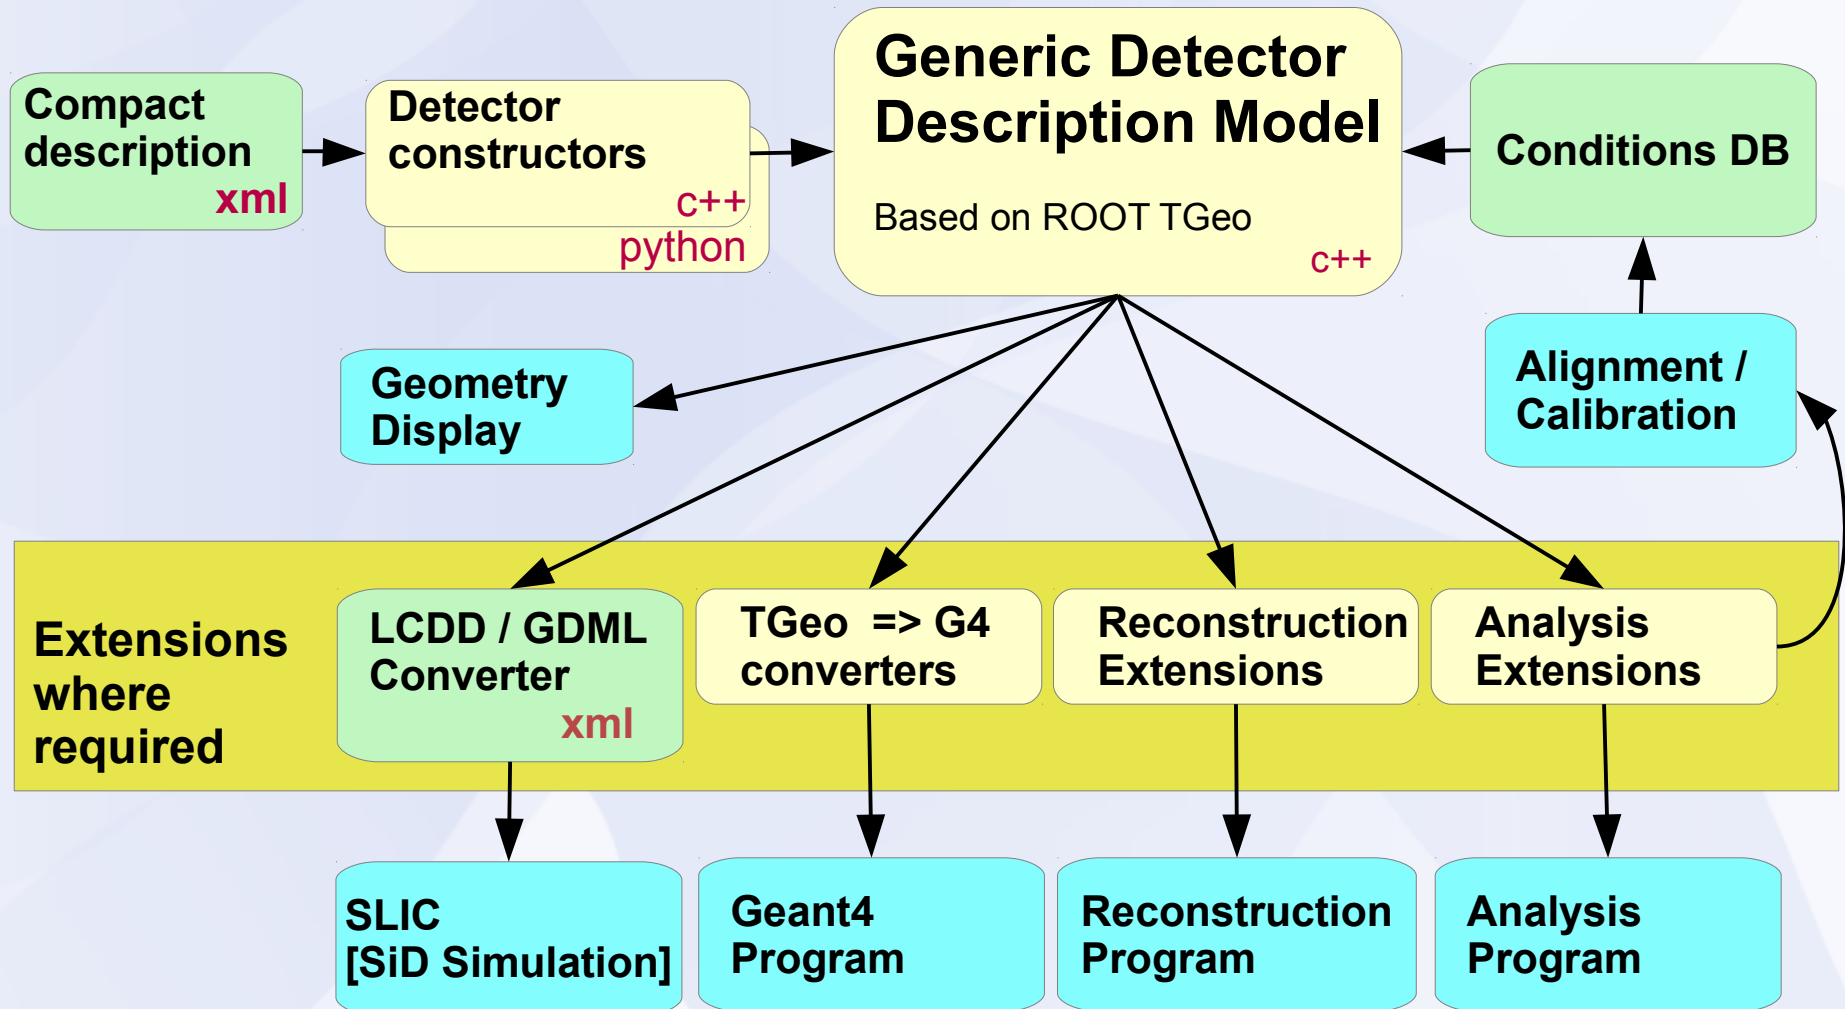 Compact
description
xml
Detector
constructors
c++
python
Generic Detector
Description Model
Based on ROOT TGeo
c++
Conditions DB
Geometry
Display
Alignment /
Calibration
Extensions
where
required
LCDD / GDML
Converter
xml
TGeo => G4
converters
Reconstruction
Extensions
Analysis
Extensions
SLIC
[SiD Simulation]
Geant4
Program
Reconstruction
Program
Analysis
Program